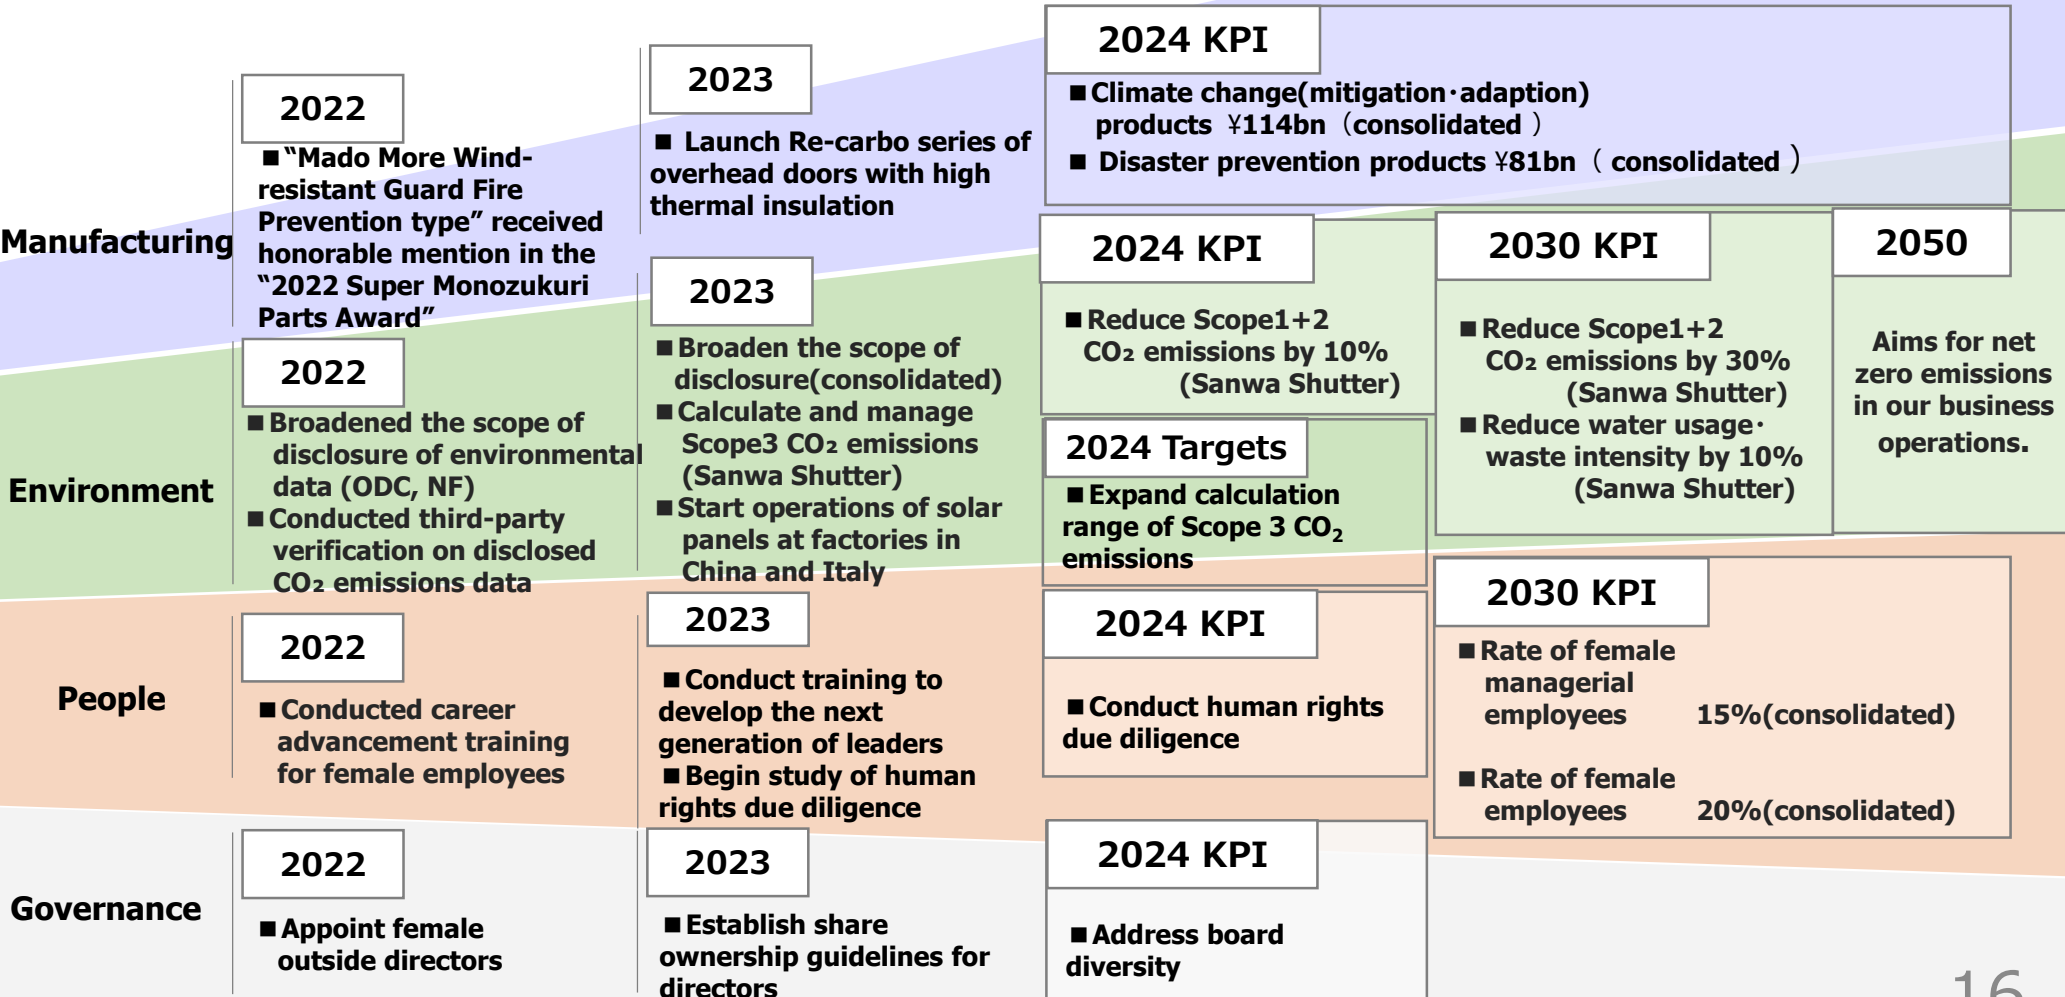 Manufacturing
2022
■“Mado More Wind-
resistant Guard Fire
Prevention type” received
honorable mention in the
“2022 Super Monozukuri
Parts Award”
2023
■ Launch Re-carbo series of
overhead doors with high
thermal insulation
2024 KPI
■Climate change(mitigation･adaption)
products ¥114bn（consolidated ）
■ Disaster prevention products ¥81bn（ consolidated ）
Environment
2022
■Broadened the scope of
disclosure of environmental
data (ODC, NF)
■Conducted third-party
verification on disclosed
CO₂ emissions data
2023
■Broaden the scope of
disclosure(consolidated)
■Calculate and manage
Scope3 CO₂ emissions
(Sanwa Shutter)
■Start operations of solar
panels at factories in
China and Italy
2024 KPI
■Reduce Scope1+2
CO₂ emissions by 10%
(Sanwa Shutter)
2024 Targets
■Expand calculation
range of Scope 3 CO₂
emissions
2030 KPI
■Reduce Scope1+2
CO₂ emissions by 30%
(Sanwa Shutter)
■Reduce water usage･
waste intensity by 10%
(Sanwa Shutter)
2050
Aims for net
zero emissions
in our business
operations.
People
2022
■Conducted career
advancement training
for female employees
2023
■Conduct training to
develop the next
generation of leaders
■Begin study of human
rights due diligence
2024 KPI
■Conduct human rights
due diligence
2030 KPI
■Rate of female
managerial
employees 15%(consolidated)
■Rate of female
employees 20%(consolidated)
Governance
2022
■Appoint female
outside directors
2023
■Establish share
ownership guidelines for
directors
2024 KPI
■Address board
diversity
16